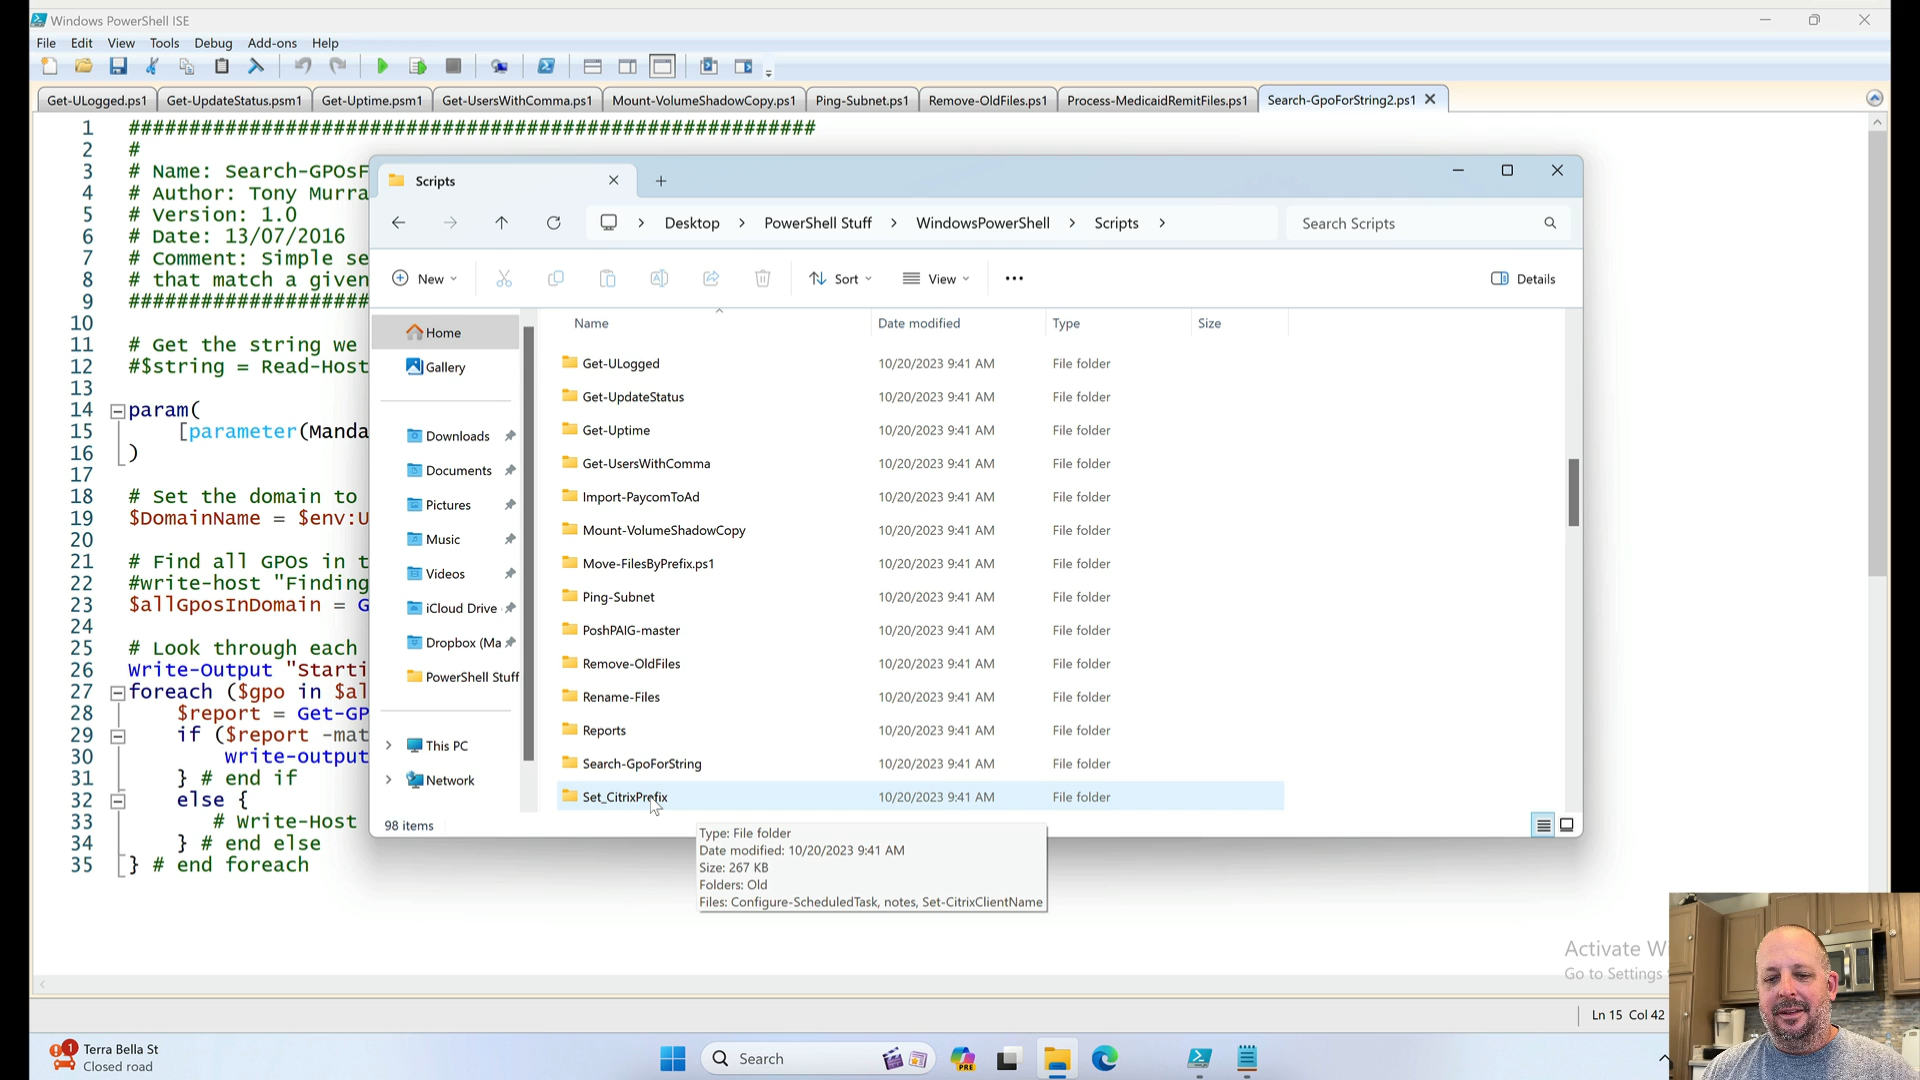 Windows PowerShell ISE
File Edit View Tools Debug Add-ons Help
Get-ULogged.ps1 Get-UpdateStatus.psm1 Get-Uptime.psm1 Get-UsersWithComma.ps1 Mount-VolumeShadowCopy.ps1 Ping-Subnet.ps1 Remove-OldFiles.ps1 Process-MedicaidRemitFiles.ps1 Search-GpoForString2.ps1
1 #########################################################
2 #
3 # Name: Search-GPOsF
4 # Author: Tony Murra
5 # Version: 1.0
6 # Date: 13/07/2016
7 # Comment: Simple se
8 # that match a given
9 ####################
10
11 # Get the string we
12 #$string = Read-Host
13
14 param(
15 [parameter(Manda
16 )
17
18 # Set the domain to
19 $DomainName = $env:U
20
21 # Find all GPOs in t
22 #write-host "Finding
23 $allGposInDomain = G
24
25 # Look through each
26 Write-Output "Starti
27 foreach ($gpo in $al
28 $report = Get-GP
29 if ($report -mat
30 write-output
31 } # end if
32 else {
33 # Write-Host
34 } # end else
35 } # end foreach
Scripts
Desktop PowerShell Stuff WindowsPowerShell Scripts
Search Scripts
New Sort View ••• Details
Home
Gallery
Downloads
Documents
Pictures
Music
Videos
iCloud Drive
Dropbox (Ma
PowerShell Stuff
This PC
Network
Name Date modified Type Size
Get-ULogged 10/20/2023 9:41 AM File folder
Get-UpdateStatus 10/20/2023 9:41 AM File folder
Get-Uptime 10/20/2023 9:41 AM File folder
Get-UsersWithComma 10/20/2023 9:41 AM File folder
Import-PaycomToAd 10/20/2023 9:41 AM File folder
Mount-VolumeShadowCopy 10/20/2023 9:41 AM File folder
Move-FilesByPrefix.ps1 10/20/2023 9:41 AM File folder
Ping-Subnet 10/20/2023 9:41 AM File folder
PoshPAIG-master 10/20/2023 9:41 AM File folder
Remove-OldFiles 10/20/2023 9:41 AM File folder
Rename-Files 10/20/2023 9:41 AM File folder
Reports 10/20/2023 9:41 AM File folder
Search-GpoForString 10/20/2023 9:41 AM File folder
Set_CitrixPrefix 10/20/2023 9:41 AM File folder
98 items
Type: File folder
Date modified: 10/20/2023 9:41 AM
Size: 267 KB
Folders: Old
Files: Configure-ScheduledTask, notes, Set-CitrixClientName
Activate W
Go to Settings
Ln 15 Col 42
1
Terra Bella St
Closed road
Search
PRE